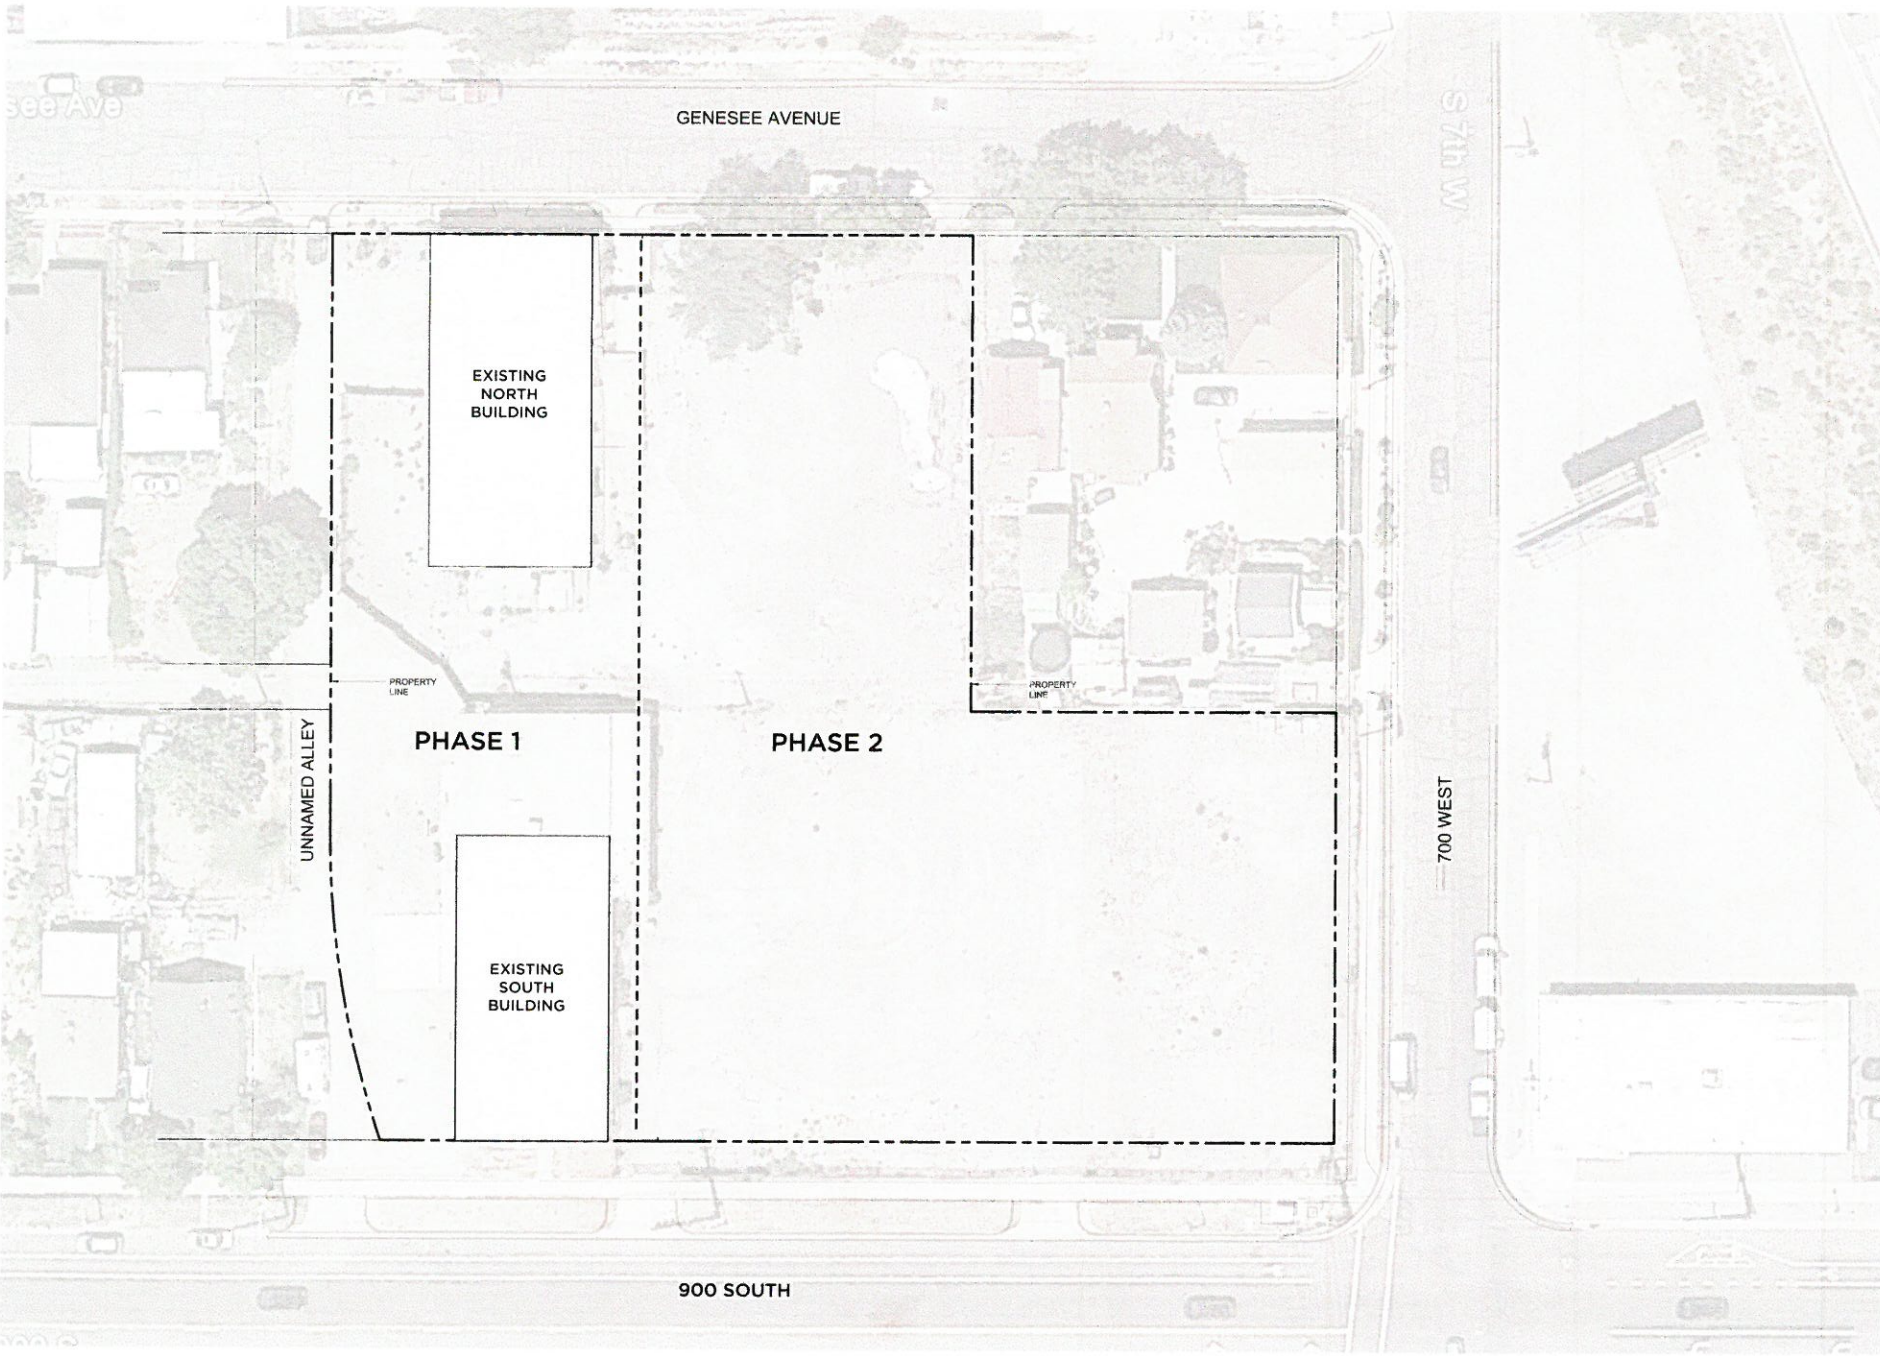 see Ave
GENESEE AVENUE
S 7th W
EXISTING
NORTH
BUILDING
PROPERTY
LINE
PROPERTY
LINE
UNNAMED ALLEY
PHASE 1
PHASE 2
700 WEST
EXISTING
SOUTH
BUILDING
900 SOUTH